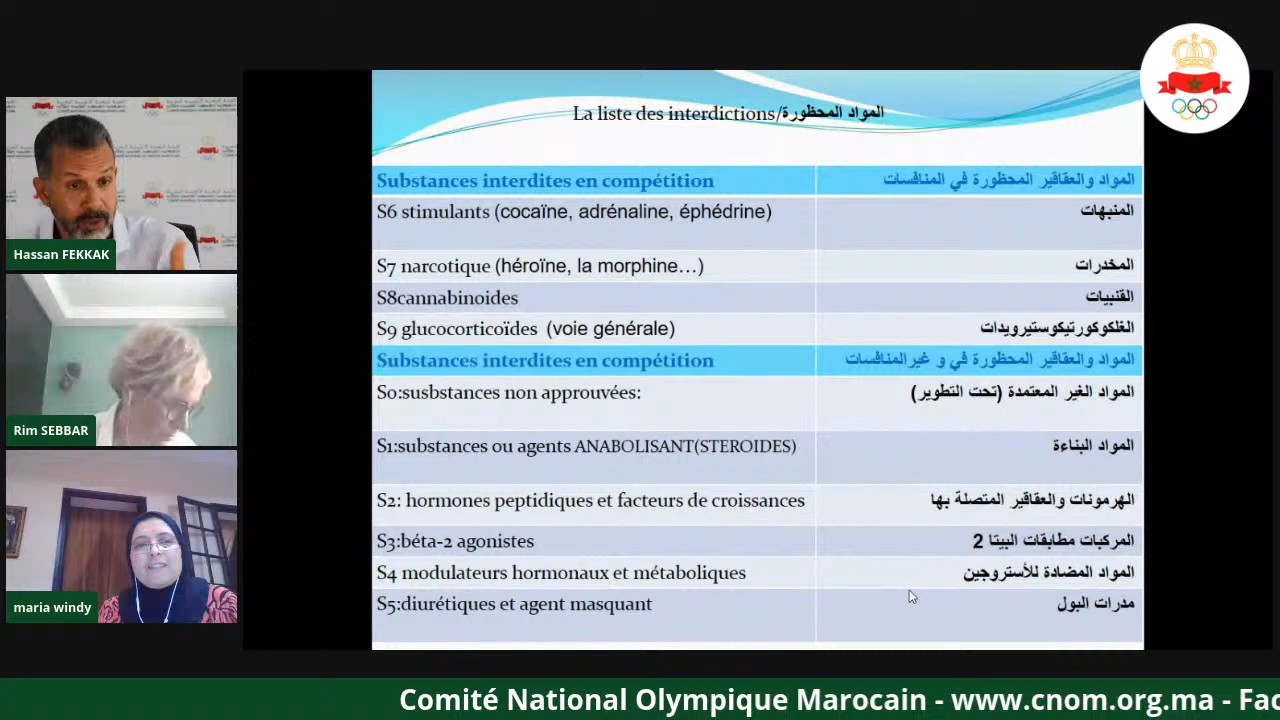 La liste des interdictions/المواد المحظورة
Substances interdites en compétition
المواد والعقاقير المحظورة في المنافسات
S6 stimulants (cocaïne, adrénaline, éphédrine)
المنبهات
S7 narcotique (héroïne, la morphine…)
المخدرات
S8cannabinoides
القنبيات
S9 glucocorticoïdes (voie générale)
الغلكوكورتيكوستيرويدات
Substances interdites en compétition
المواد والعقاقير المحظورة في و غيرالمنافسات
S0:susbstances non approuvées:
المواد الغير المعتمدة (تحت التطوير)
S1:substances ou agents ANABOLISANT(STEROIDES)
المواد البناءة
S2: hormones peptidiques et facteurs de croissances
الهرمونات والعقاقير المتصلة بها
S3:béta-2 agonistes
المركبات مطابقات البيتا 2
S4 modulateurs hormonaux et métaboliques
المواد المضادة للأستروجين
S5:diurétiques et agent masquant
مدرات البول
Hassan FEKKAK
Rim SEBBAR
maria windy
Comité National Olympique Marocain - www.cnom.org.ma - Fac